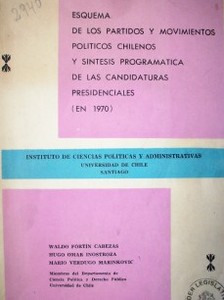 2940
ESQUEMA
DE LOS PARTIDOS Y MOVIMIENTOS
POLITICOS CHILENOS
Y SINTESIS PROGRAMATICA
DE LAS CANDIDATURAS
PRESIDENCIALES
(EN 1970)
INSTITUTO DE CIENCIAS POLITICAS Y ADMINISTRATIVAS
UNIVERSIDAD DE CHILE
SANTIAGO
WALDO FORTIN CABEZAS
HUGO OMAR INOSTROZA
MARIO VERDUGO MARINKOVIC
Miembros del Departamento de
Ciencia Política y Derecho Público
Universidad de Chile